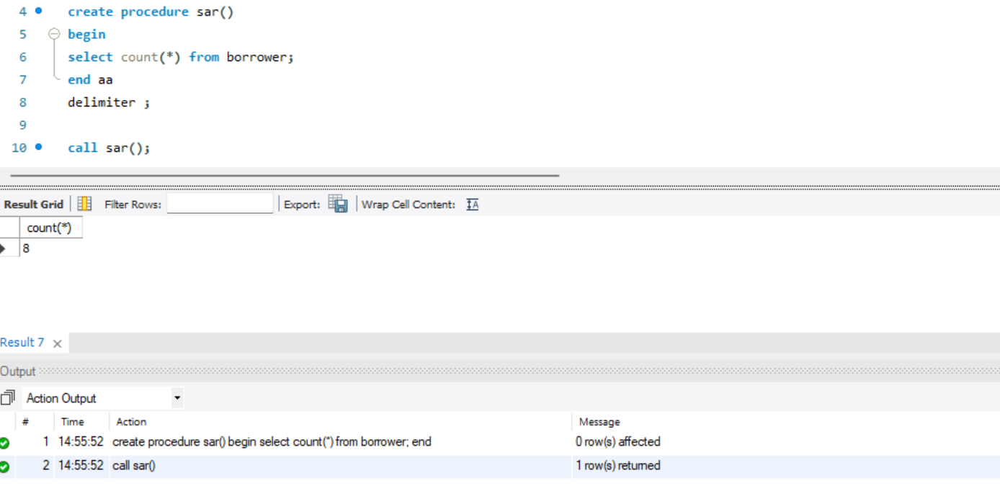 4 create procedure sar()
5 begin
6 select count(*) from borrower;
7 end aa
8 delimiter ;
9
10 call sar();
Result Grid Filter Rows: Export: Wrap Cell Content: IA
count(*)
8
Result 7 ×
Output
Action Output
# Time Action Message
1 14:55:52 create procedure sar() begin select count(*) from borrower; end 0 row(s) affected
2 14:55:52 call sar() 1 row(s) returned